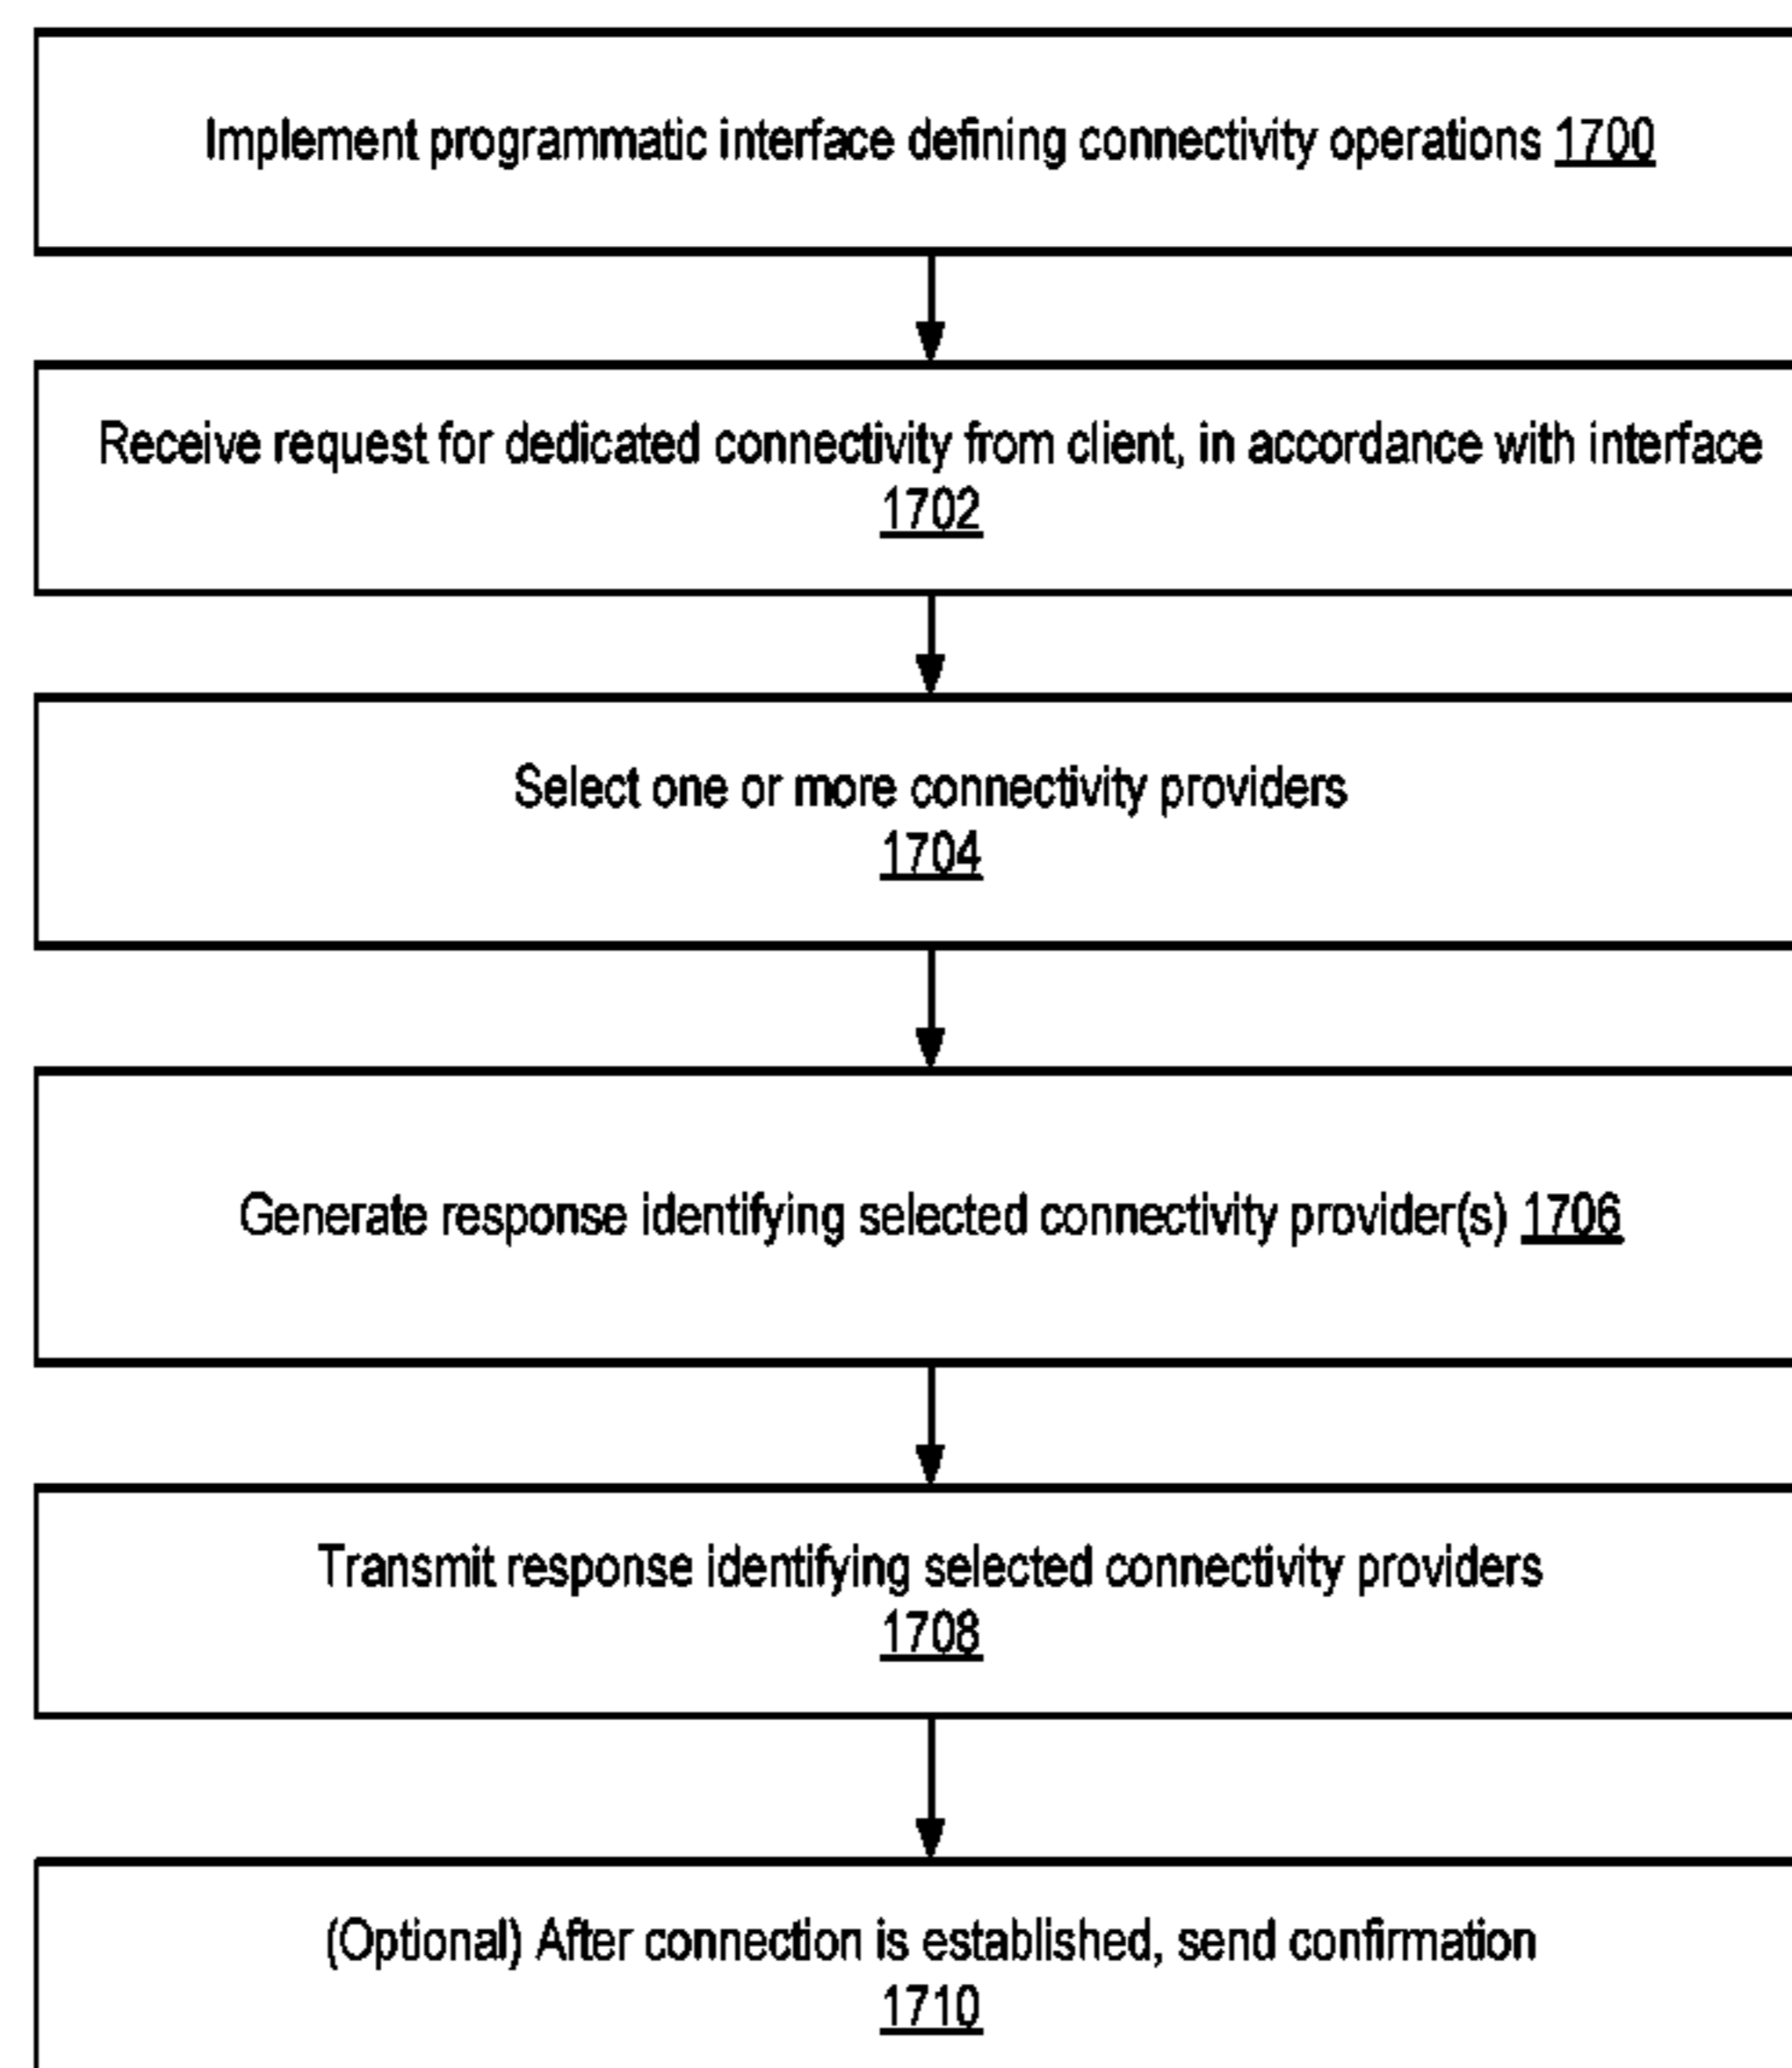 Implement programmatic interface defining connectivity operations 1700
Receive request for dedicated connectivity from client, in accordance with interface
1702
Select one or more connectivity providers
1704
Generate response identifying selected connectivity provider(s) 1706
Transmit response identifying selected connectivity providers
1708
(Optional) After connection is established, send confirmation
1710